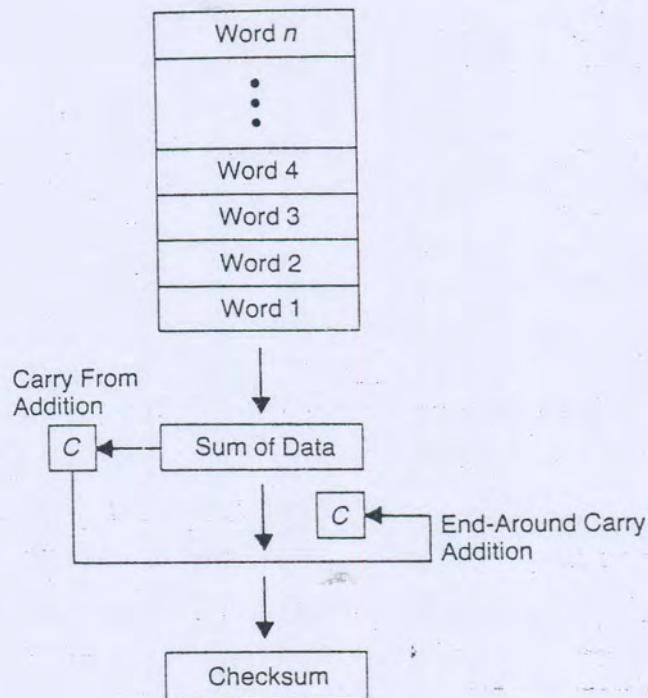 Word n
Word 4
Word 3
Word 2
Word 1
Carry From
Addition
C
Sum of Data
C
End-Around Carry
Addition
Checksum